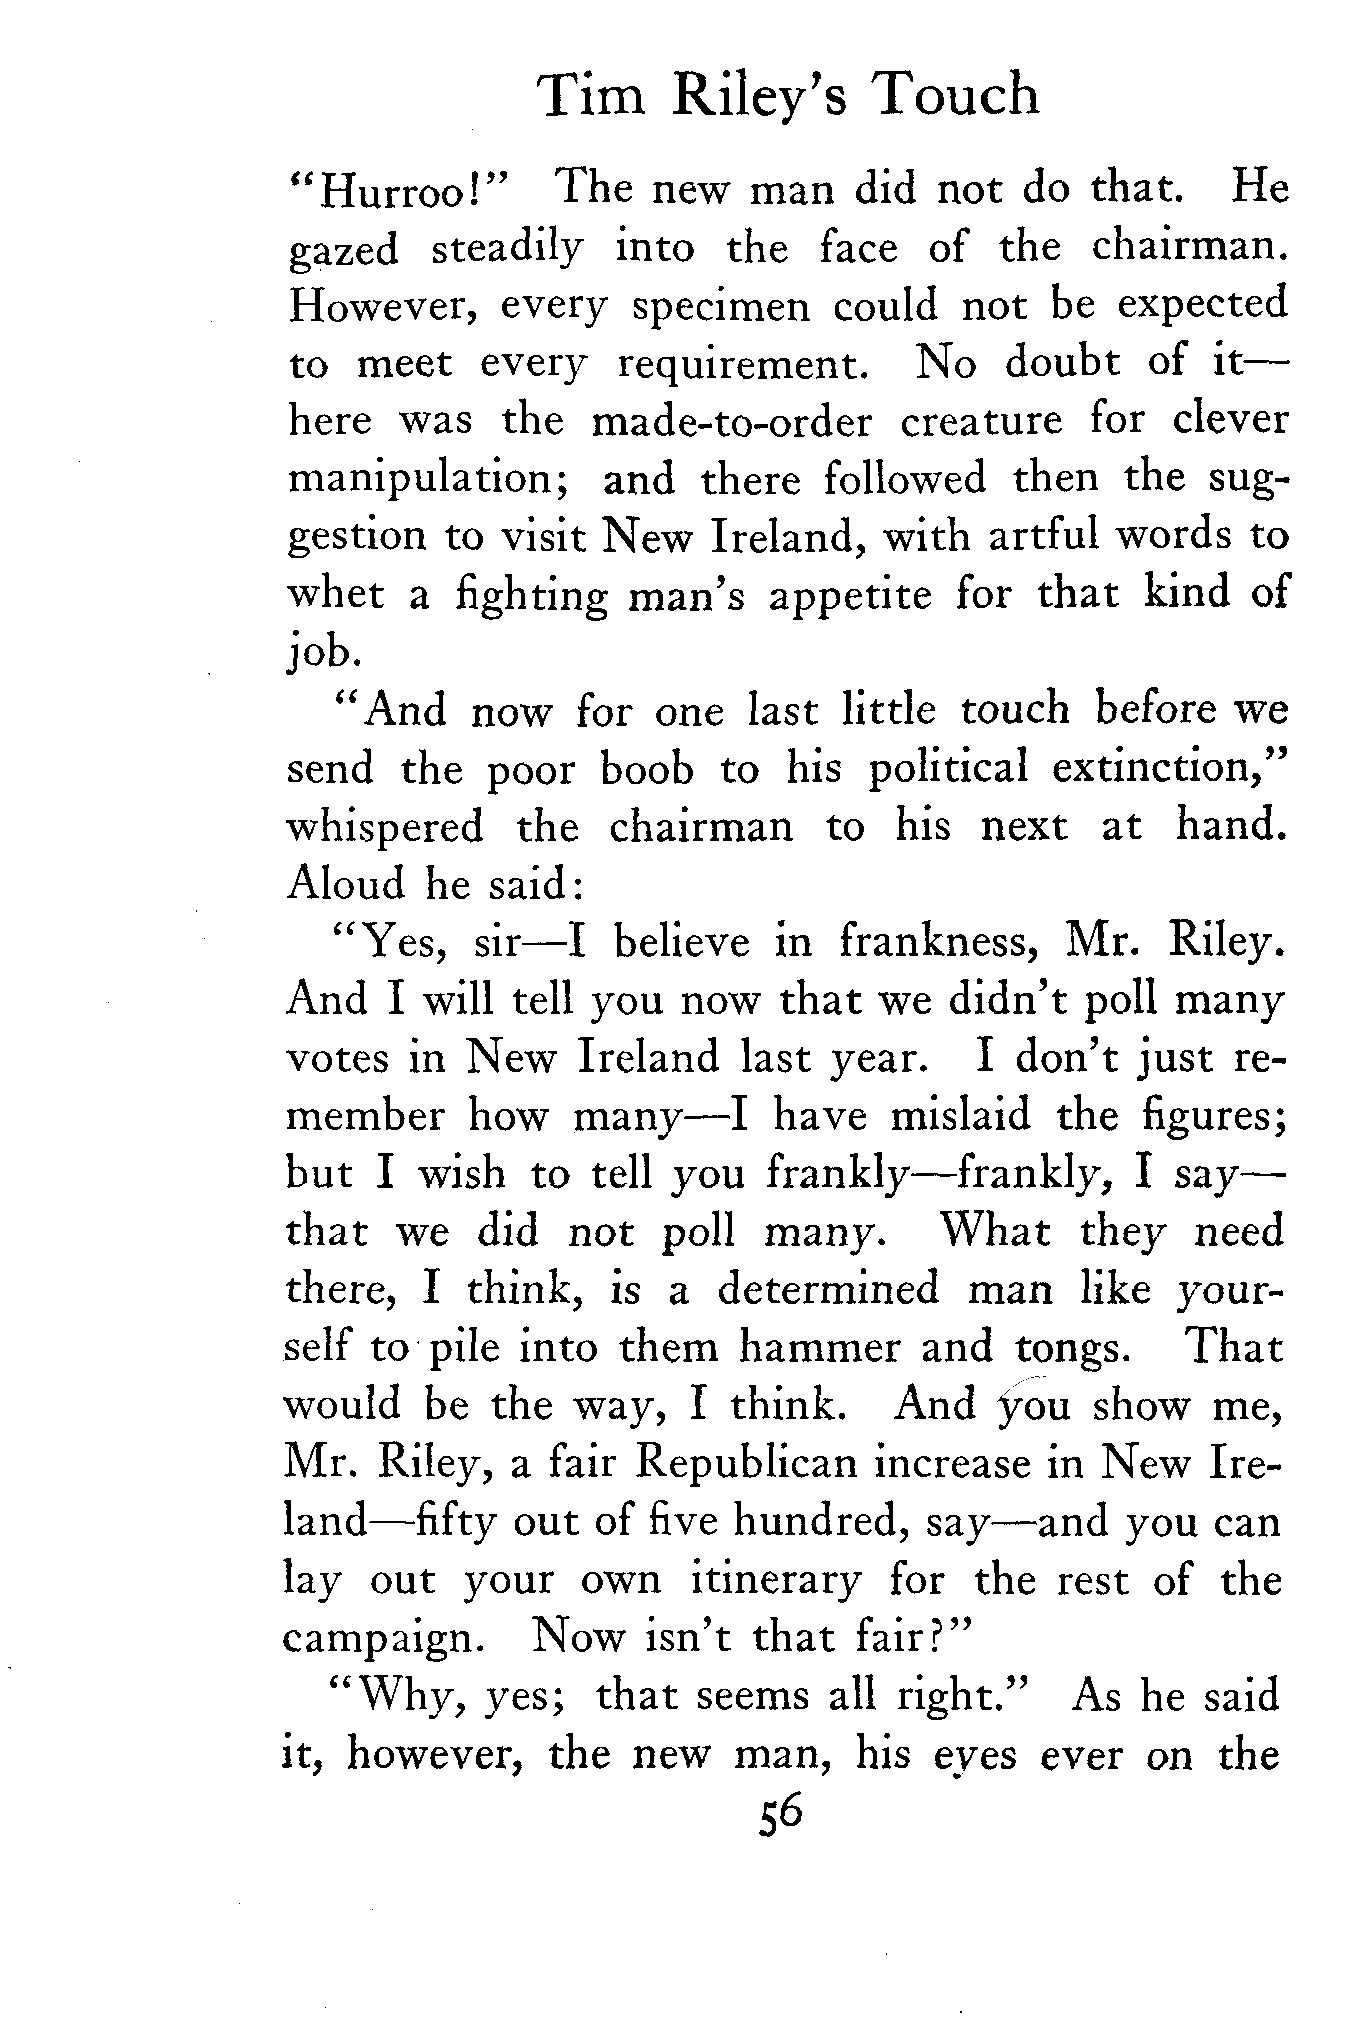 Tim Riley's Touch
“Hurroo!” The new man did not do that. He
gazed steadily into the face of the chairman.
However, every specimen could not be expected
to meet every requirement. No doubt of it—
here was the made-to-order creature for clever
manipulation; and there followed then the sug-
gestion to visit New Ireland, with artful words to
whet a fighting man's appetite for that kind of
job.
“And now for one last little touch before we
send the poor boob to his political extinction,”
whispered the chairman to his next at hand.
Aloud he said:
“Yes, sir—I believe in frankness, Mr. Riley.
And I will tell you now that we didn't poll many
votes in New Ireland last year. I don't just re-
member how many—I have mislaid the figures;
but I wish to tell you frankly—frankly, I say—
that we did not poll many. What they need
there, I think, is a determined man like your-
self to pile into them hammer and tongs. That
would be the way, I think. And you show me,
Mr. Riley, a fair Republican increase in New Ire-
land—fifty out of five hundred, say—and you can
lay out your own itinerary for the rest of the
campaign. Now isn't that fair?”
“Why, yes; that seems all right.” As he said
it, however, the new man, his eyes ever on the
56